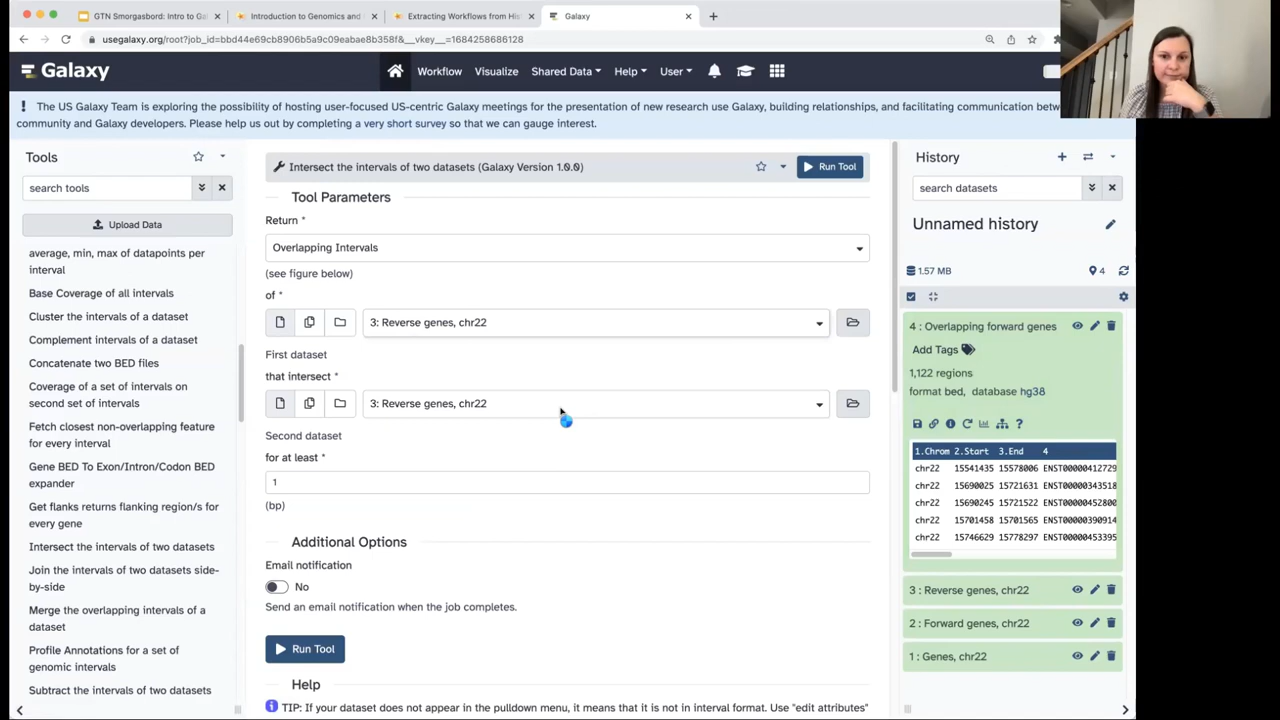 GTN Smorgasbord: Intro to Gal
Introduction to Genomics and
Extracting Workflows from His
Galaxy
usegalaxy.org/root?job_id=bbd44e69cb8906b5a9c09eabae8b358f&__vkey__=1684258686128
Galaxy
Workflow
Visualize
Shared Data
Help
User
The US Galaxy Team is exploring the possibility of hosting user-focused US-centric Galaxy meetings for the presentation of new research use Galaxy, building relationships, and facilitating communication
community and Galaxy developers. Please help us out by completing a very short survey so that we can gauge interest.
Tools
search tools
Upload Data
average, min, max of datapoints per
interval
Base Coverage of all intervals
Cluster the intervals of a dataset
Complement intervals of a dataset
Concatenate two BED files
Coverage of a set of intervals on
second set of intervals
Fetch closest non-overlapping feature
for every interval
Gene BED To Exon/Intron/Codon BED
expander
Get flanks returns flanking region/s for
every gene
Intersect the intervals of two datasets
Join the intervals of two datasets side-
by-side
Merge the overlapping intervals of a
dataset
Profile Annotations for a set of
genomic intervals
Subtract the intervals of two datasets
Intersect the intervals of two datasets (Galaxy Version 1.0.0)
Run Tool
Tool Parameters
Return *
Overlapping Intervals
(see figure below)
of *
3: Reverse genes, chr22
First dataset
that intersect *
3: Reverse genes, chr22
Second dataset
for at least *
1
(bp)
Additional Options
Email notification
No
Send an email notification when the job completes.
Run Tool
Help
TIP: If your dataset does not appear in the pulldown menu, it means that it is not in interval format. Use "edit attributes"
History
search datasets
Unnamed history
1.57 MB
4
4 : Overlapping forward genes
Add Tags
1,122 regions
format bed, database hg38
1.Chrom 2.Start 3.End 4
chr22 15541435 15578006 ENST00000412729
chr22 15690025 15721631 ENST00000343518
chr22 15690245 15721522 ENST00000452800
chr22 15701458 15701565 ENST00000390914
chr22 15746629 15778297 ENST00000453395
3 : Reverse genes, chr22
2 : Forward genes, chr22
1 : Genes, chr22